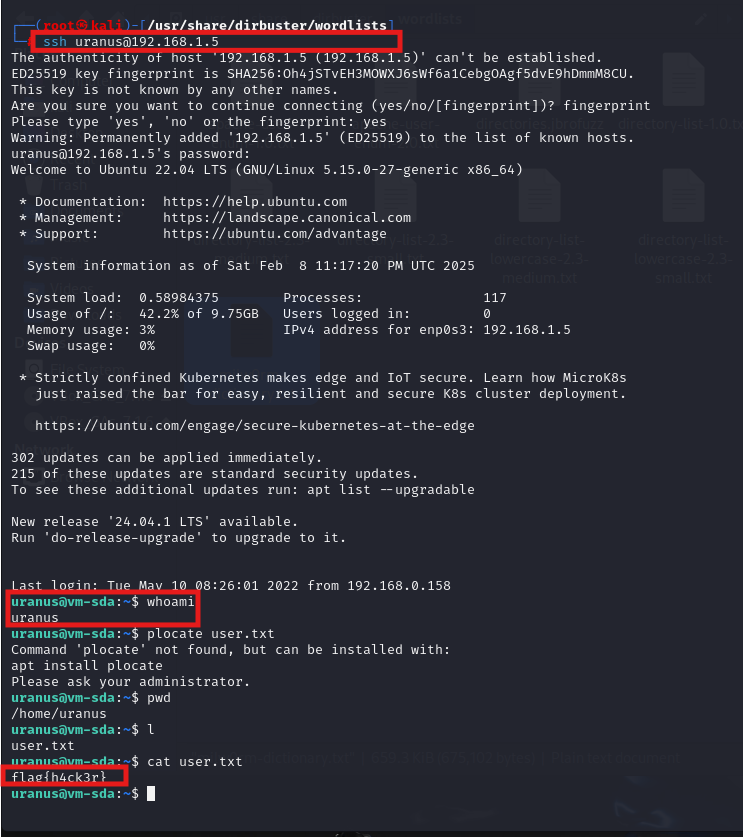 wordlists
┌──(root㉿kali)-[/usr/share/dirbuster/wordlists]
└─# ssh uranus@192.168.1.5
The authenticity of host '192.168.1.5 (192.168.1.5)' can't be established.
ED25519 key fingerprint is SHA256:Oh4jSTvEH3MOWXJ6sWf6a1CebgOAgf5dvE9hDmmM8CU.
This key is not known by any other names.
Are you sure you want to continue connecting (yes/no/[fingerprint])? fingerprint
Please type 'yes', 'no' or the fingerprint: yes
Warning: Permanently added '192.168.1.5' (ED25519) to the list of known hosts.
uranus@192.168.1.5's password:
Welcome to Ubuntu 22.04 LTS (GNU/Linux 5.15.0-27-generic x86_64)
* Documentation:  https://help.ubuntu.com
* Management:     https://landscape.canonical.com
* Support:        https://ubuntu.com/advantage
System information as of Sat Feb  8 11:17:20 PM UTC 2025
System load:  0.58984375        Processes:               117
Usage of /:   42.2% of 9.75GB   Users logged in:         0
Memory usage: 3%                IPv4 address for enp0s3: 192.168.1.5
Swap usage:   0%
* Strictly confined Kubernetes makes edge and IoT secure. Learn how MicroK8s
just raised the bar for easy, resilient and secure K8s cluster deployment.
https://ubuntu.com/engage/secure-kubernetes-at-the-edge
302 updates can be applied immediately.
215 of these updates are standard security updates.
To see these additional updates run: apt list --upgradable
New release '24.04.1 LTS' available.
Run 'do-release-upgrade' to upgrade to it.
Last login: Tue May 10 08:26:01 2022 from 192.168.0.158
uranus@vm-sda:~$ whoami
uranus
uranus@vm-sda:~$ plocate user.txt
Command 'plocate' not found, but can be installed with:
apt install plocate
Please ask your administrator.
uranus@vm-sda:~$ pwd
/home/uranus
uranus@vm-sda:~$ l
user.txt
uranus@vm-sda:~$ cat user.txt
flag{h4ck3r}
uranus@vm-sda:~$